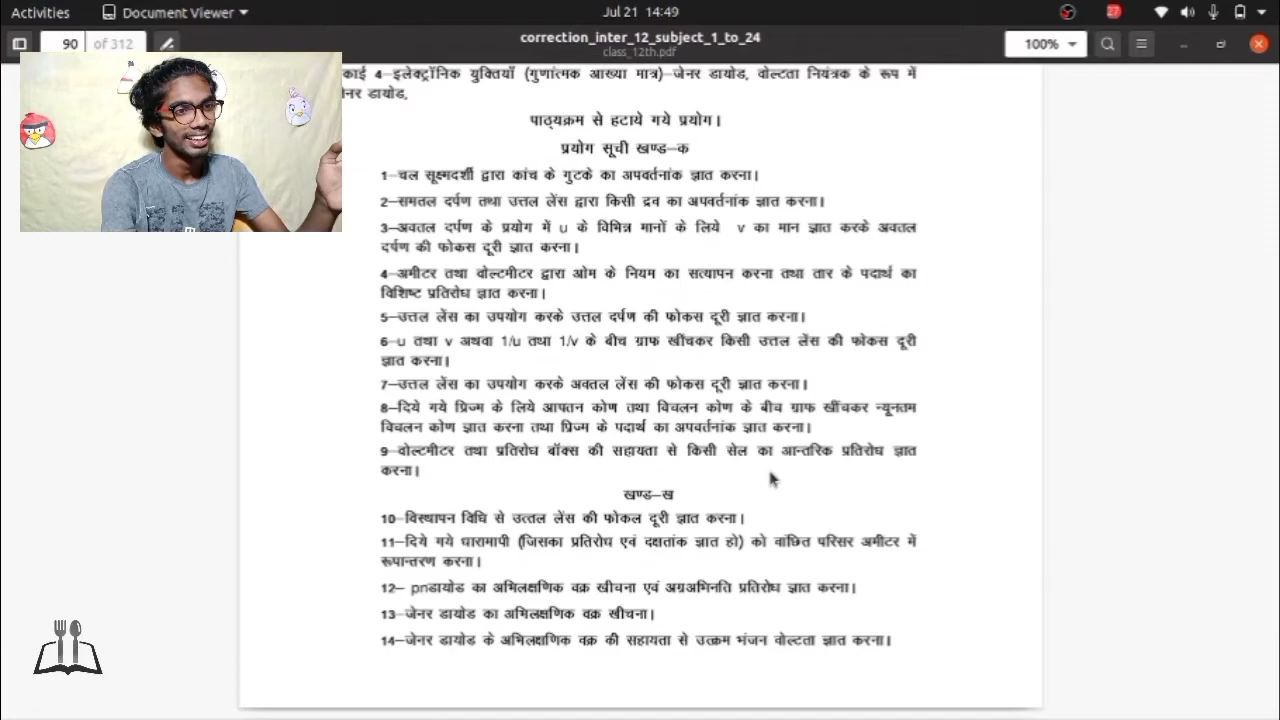 Activities
Document Viewer
Jul 21 14:49
27
90 of 312
correction_inter_12_subject_1_to_24
class_12th.pdf
100%
काई 4–इलेक्ट्रॉनिक युक्तियाँ (गुणांत्मक आख्या मात्र)–जेनर डायोड, वोल्टता नियंत्रक के रूप में
नर डायोड,
पाठ्यक्रम से हटाये गये प्रयोग।
प्रयोग सूची खण्ड–क
1–चल सूक्ष्मदर्शी द्वारा कांच के गुटके का अपवर्तनांक ज्ञात करना।
2–समतल दर्पण तथा उत्तल लेंस द्वारा किसी द्रव का अपवर्तनांक ज्ञात करना।
3–अवतल दर्पण के प्रयोग में u के विभिन्न मानों के लिये v का मान ज्ञात करके अवतल
दर्पण की फोकस दूरी ज्ञात करना।
4–अमीटर तथा वोल्टमीटर द्वारा ओम के नियम का सत्यापन करना तथा तार के पदार्थ का
विशिष्ट प्रतिरोध ज्ञात करना।
5–उत्तल लेंस का उपयोग करके उत्तल दर्पण की फोकस दूरी ज्ञात करना।
6–u तथा v अथवा 1/u तथा 1/v के बीच ग्राफ खींचकर किसी उत्तल लेंस की फोकस दूरी
ज्ञात करना।
7–उत्तल लेंस का उपयोग करके अवतल लेंस की फोकस दूरी ज्ञात करना।
8–दिये गये प्रिज्म के लिये आपतन कोण तथा विचलन कोण के बीच ग्राफ खींचकर न्यूनतम
विचलन कोण ज्ञात करना तथा प्रिज्म के पदार्थ का अपवर्तनांक ज्ञात करना।
9–वोल्टमीटर तथा प्रतिरोध बॉक्स की सहायता से किसी सेल का आन्तरिक प्रतिरोध ज्ञात
करना।
खण्ड–ख
10–विस्थापन विधि से उत्तल लेंस की फोकल दूरी ज्ञात करना।
11–दिये गये धारामापी (जिसका प्रतिरोध एवं दक्षतांक ज्ञात हो) को वांछित परिसर अमीटर में
रूपान्तरण करना।
12– pnडायोड का अभिलक्षणिक वक्र खीचना एवं अग्रअभिनति प्रतिरोध ज्ञात करना।
13–जेनर डायोड का अभिलक्षणिक वक्र खीचना।
14–जेनर डायोड के अभिलक्षणिक वक्र की सहायता से उत्क्रम भंजन वोल्टता ज्ञात करना।